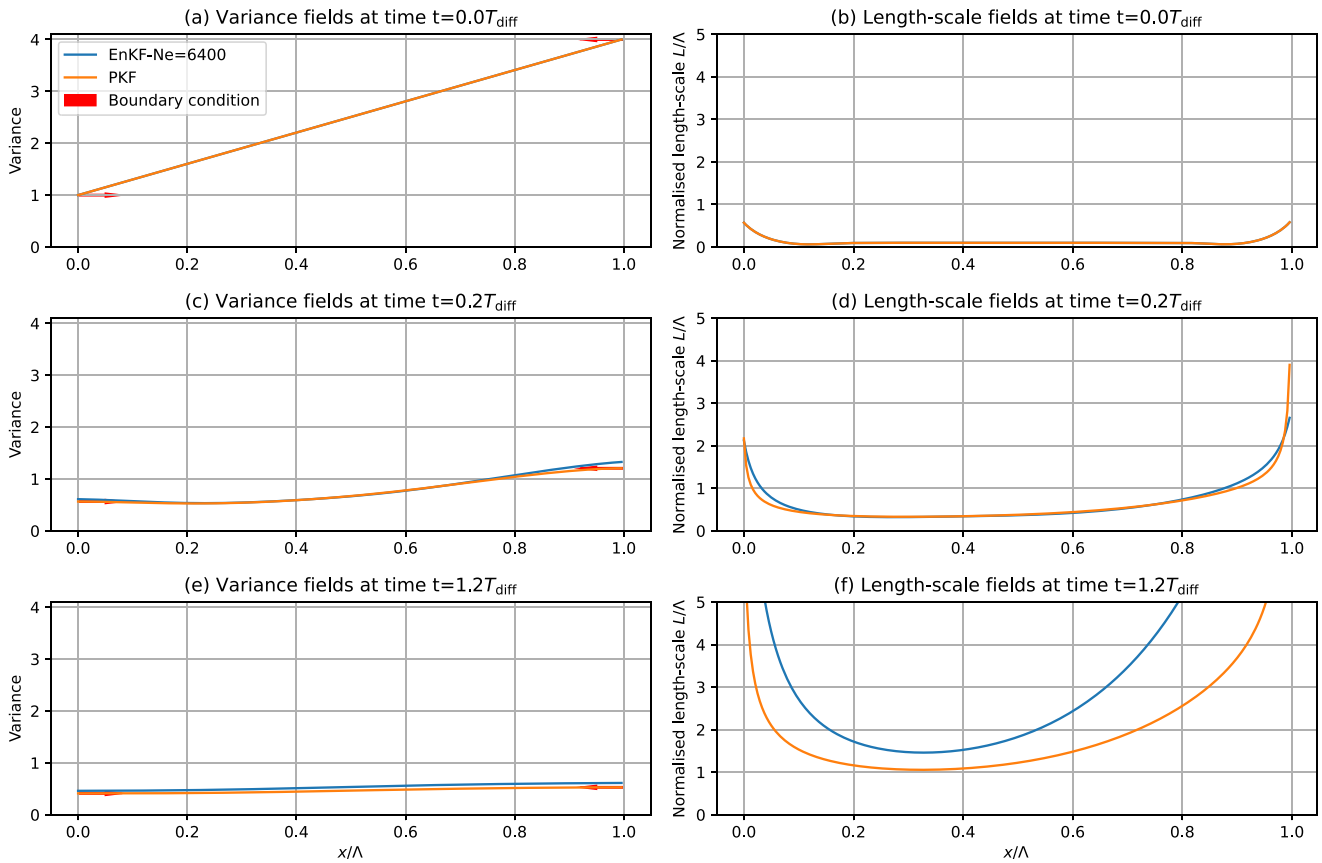 (a) Variance fields at time t=0.0T_diff
Variance
4
3
2
1
0
EnKF-Ne=6400
PKF
Boundary condition
0.0 0.2 0.4 0.6 0.8 1.0
(b) Length-scale fields at time t=0.0T_diff
Normalised length-scale L/Λ
5
4
3
2
1
0
0.0 0.2 0.4 0.6 0.8 1.0
(c) Variance fields at time t=0.2T_diff
Variance
4
3
2
1
0
0.0 0.2 0.4 0.6 0.8 1.0
(d) Length-scale fields at time t=0.2T_diff
Normalised length-scale L/Λ
5
4
3
2
1
0
0.0 0.2 0.4 0.6 0.8 1.0
(e) Variance fields at time t=1.2T_diff
Variance
4
3
2
1
0
0.0 0.2 0.4 0.6 0.8 1.0
x/Λ
(f) Length-scale fields at time t=1.2T_diff
Normalised length-scale L/Λ
5
4
3
2
1
0
0.0 0.2 0.4 0.6 0.8 1.0
x/Λ